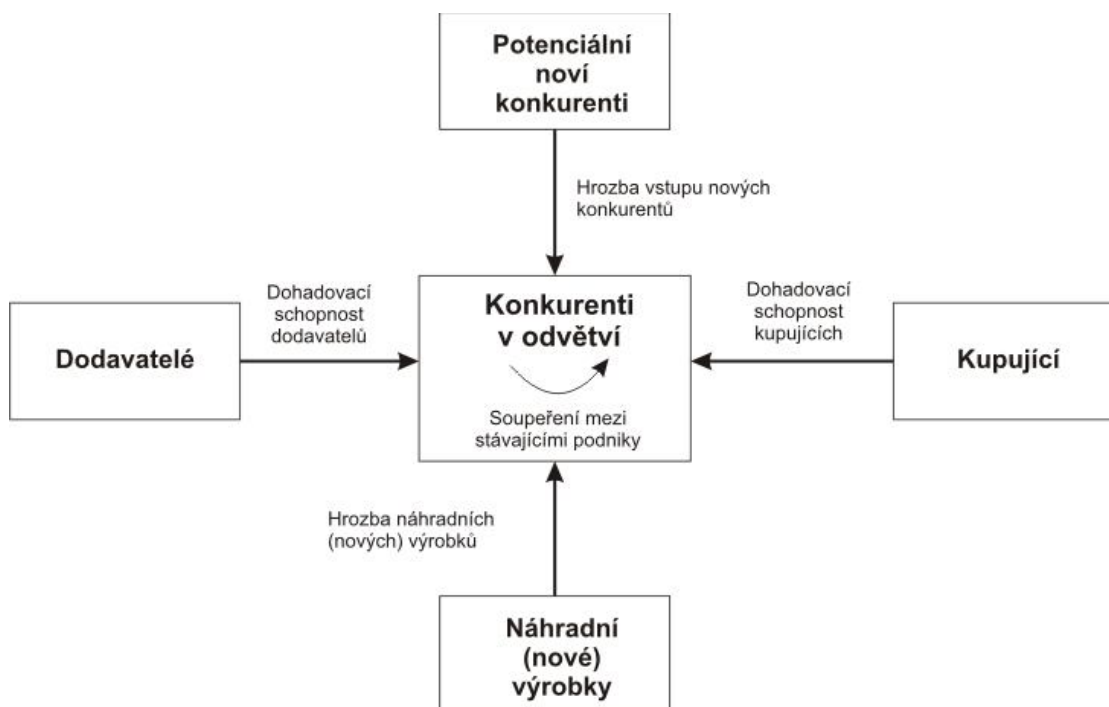 Potenciální
noví
konkurenti
Hrozba vstupu nových
konkurentů
Dohadovací
schopnost
dodavatelů
Dodavatelé
Konkurenti
v odvětví
Soupeření mezi
stávajícími podniky
Dohadovací
schopnost
kupujících
Kupující
Hrozba náhradních
(nových) výrobků
Náhradní
(nové)
výrobky